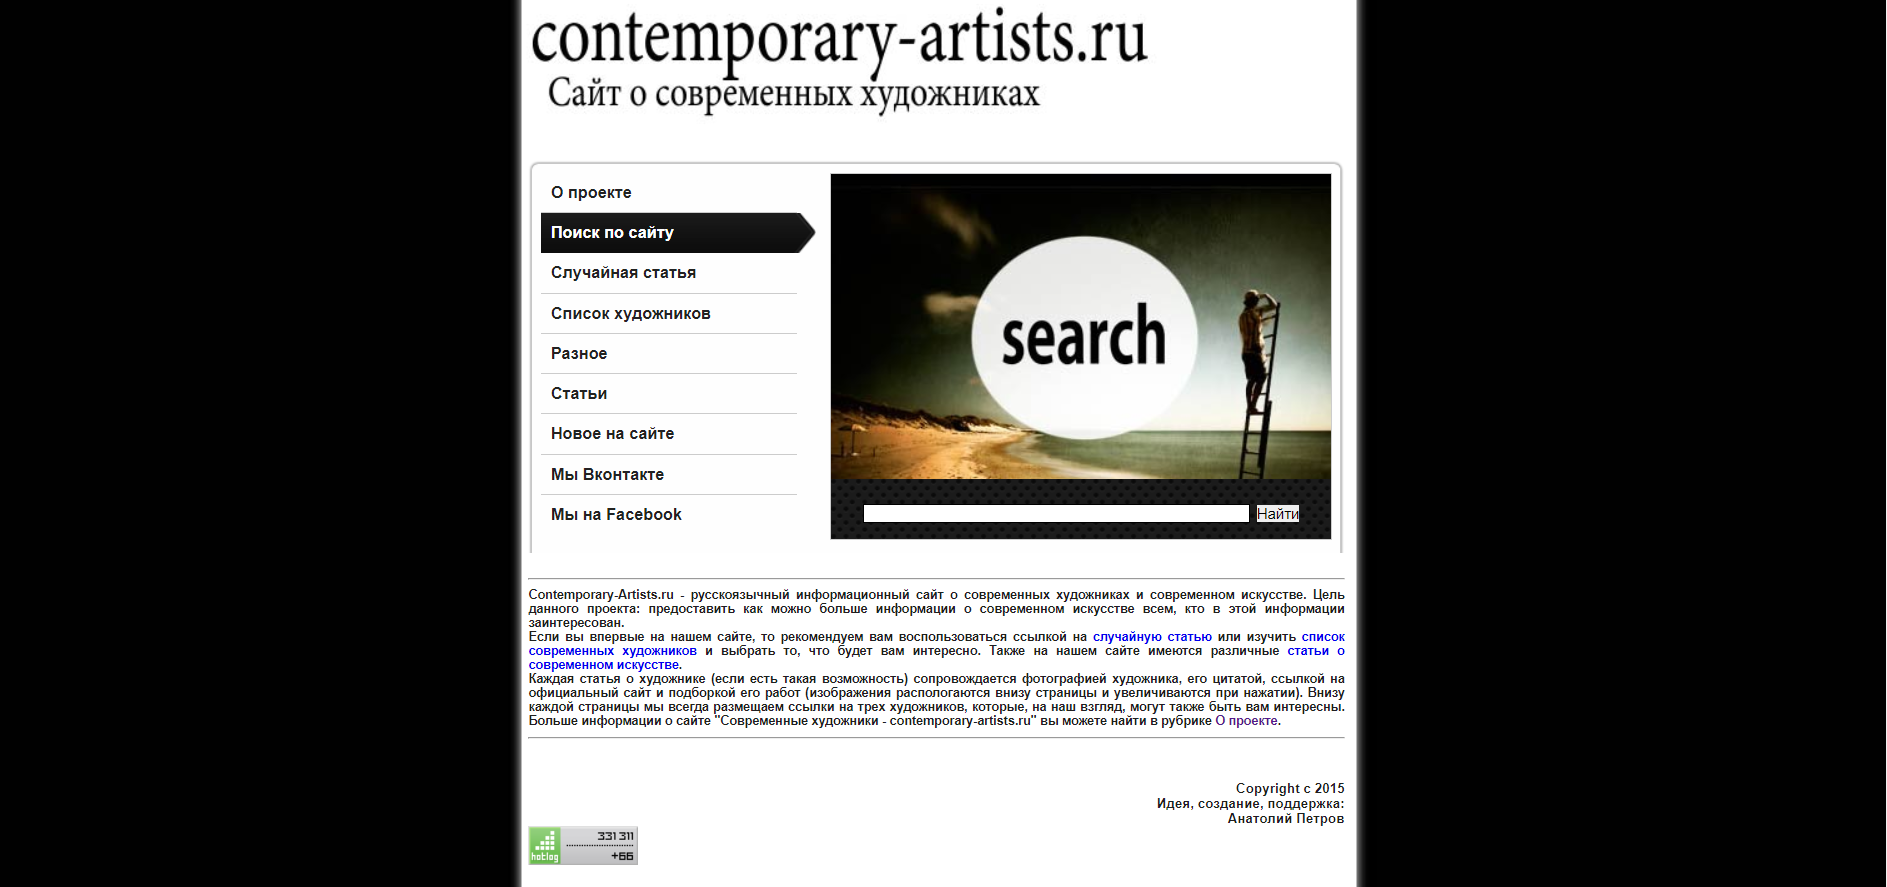 contemporary-artists.ru
Сайт о современных художниках
О проекте
Поиск по сайту
Случайная статья
Список художников
Разное
Статьи
Новое на сайте
Мы Вконтакте
Мы на Facebook
search
Найти
Contemporary-Artists.ru - русскоязычный информационный сайт о современных художниках и современном искусстве. Цель
данного проекта: предоставить как можно больше информации о современном искусстве всем, кто в этой информации
заинтересован.
Если вы впервые на нашем сайте, то рекомендуем вам воспользоваться ссылкой на случайную статью или изучить список
современных художников и выбрать то, что будет вам интересно. Также на нашем сайте имеются различные статьи о
современном искусстве.
Каждая статья о художнике (если есть такая возможность) сопровождается фотографией художника, его цитатой, ссылкой на
официальный сайт и подборкой его работ (изображения распологаются внизу страницы и увеличиваются при нажатии). Внизу
каждой страницы мы всегда размещаем ссылки на трех художников, которые, на наш взгляд, могут также быть вам интересны.
Больше информации о сайте "Современные художники - contemporary-artists.ru" вы можете найти в рубрике О проекте.
Copyright c 2015
Идея, создание, поддержка:
Анатолий Петров
331 311
hotlog
+66